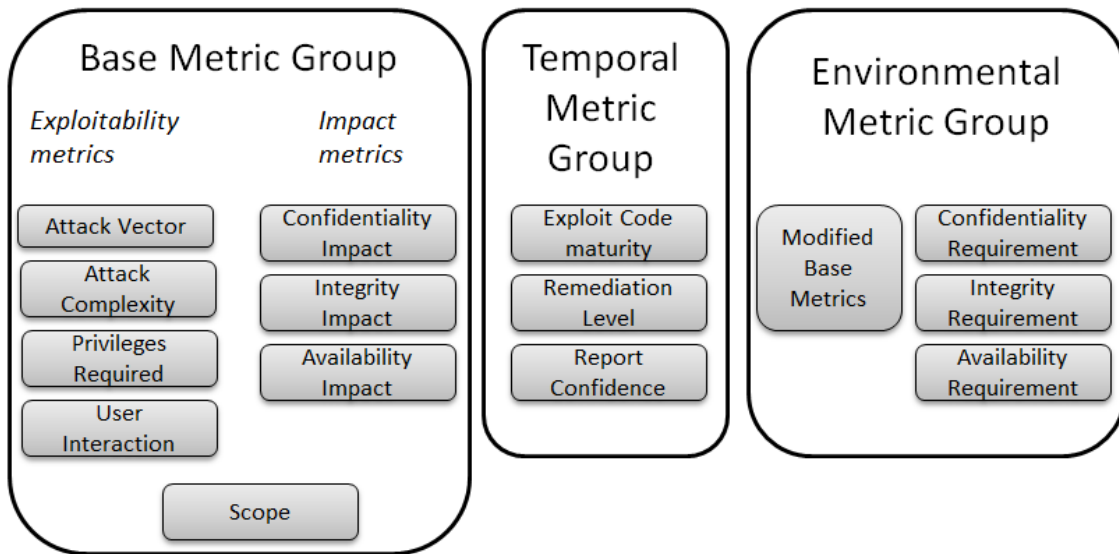 Base Metric Group
Exploitability
metrics
Impact
metrics
Attack Vector
Attack
Complexity
Privileges
Required
User
Interaction
Confidentiality
Impact
Integrity
Impact
Availability
Impact
Scope
Temporal
Metric
Group
Exploit Code
maturity
Remediation
Level
Report
Confidence
Environmental
Metric Group
Modified
Base
Metrics
Confidentiality
Requirement
Integrity
Requirement
Availability
Requirement